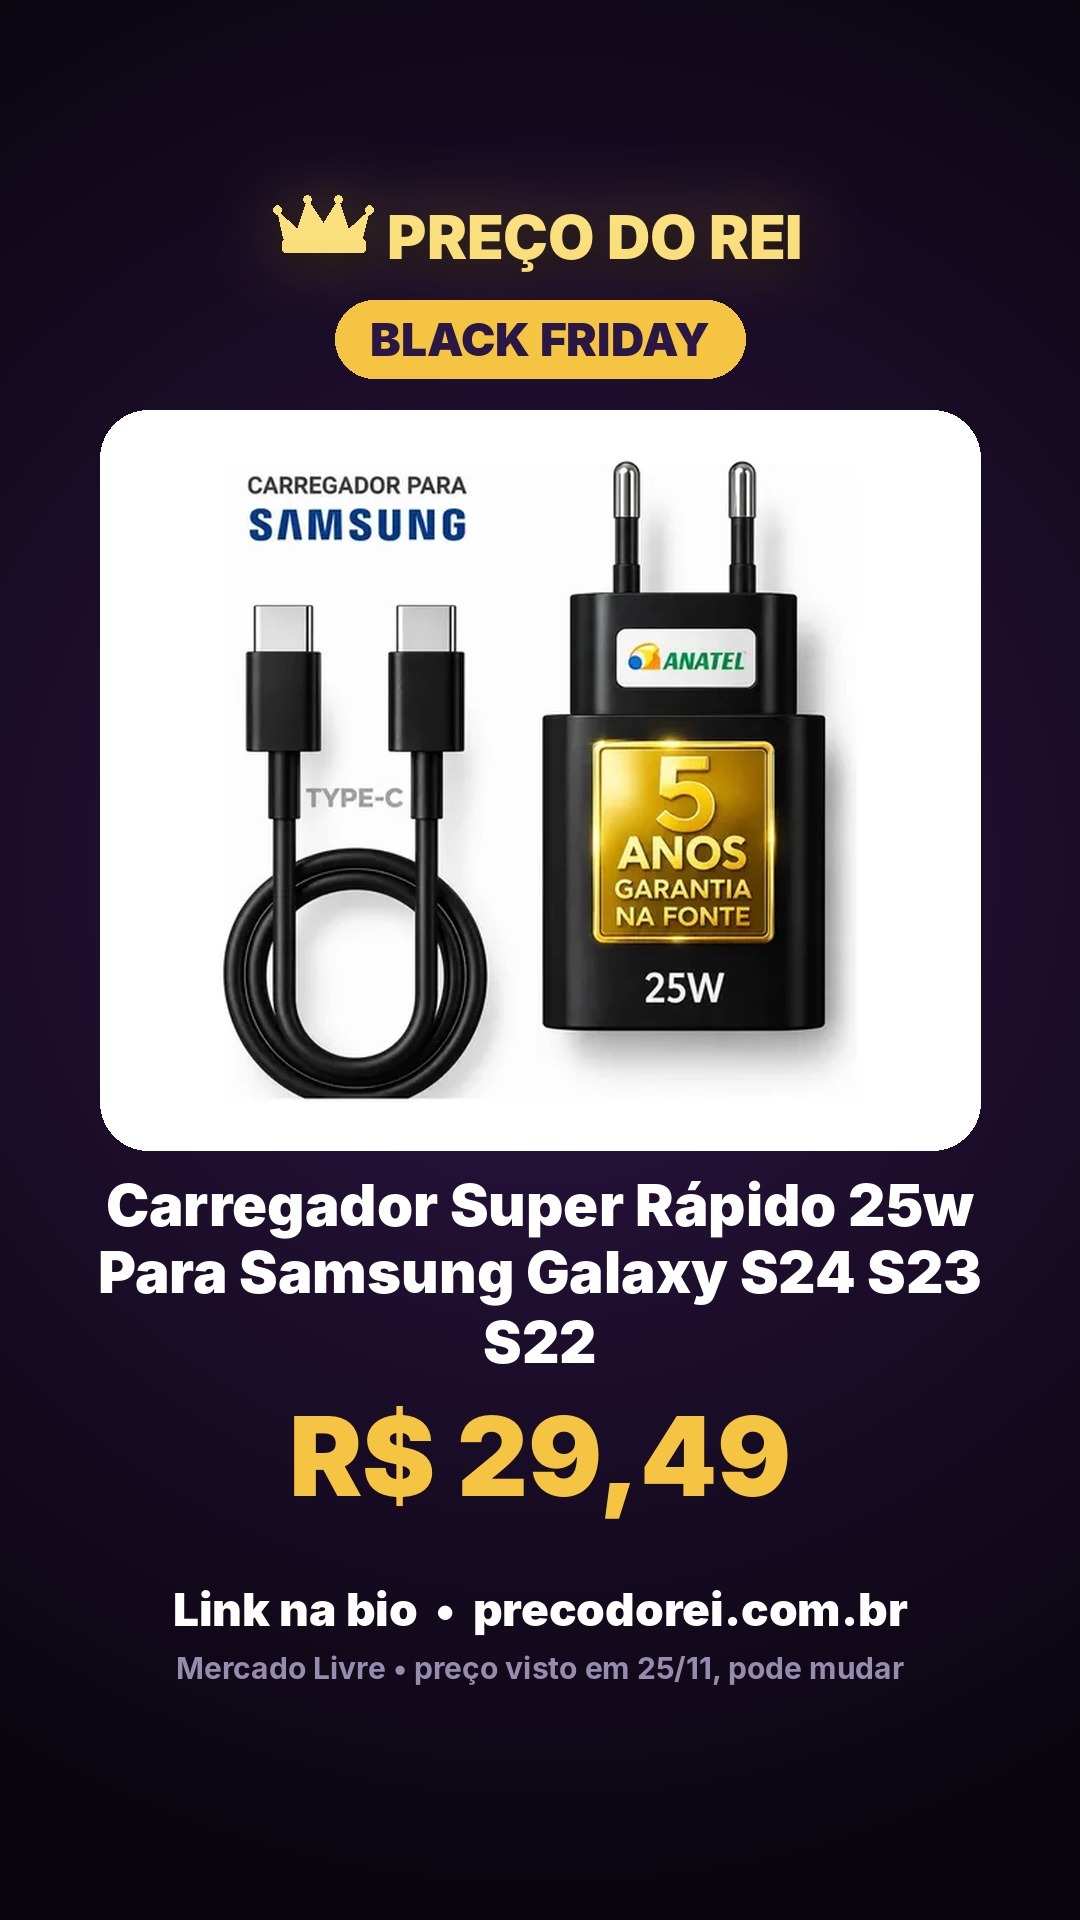 PREÇO DO REI
BLACK FRIDAY
CARREGADOR PARA
SAMSUNG
ANATEL
TYPE-C
5
ANOS
GARANTIA
NA FONTE
25W
Carregador Super Rápido 25w
Para Samsung Galaxy S24 S23
S22
R$ 29,49
Link na bio • precodorei.com.br
Mercado Livre • preço visto em 25/11, pode mudar